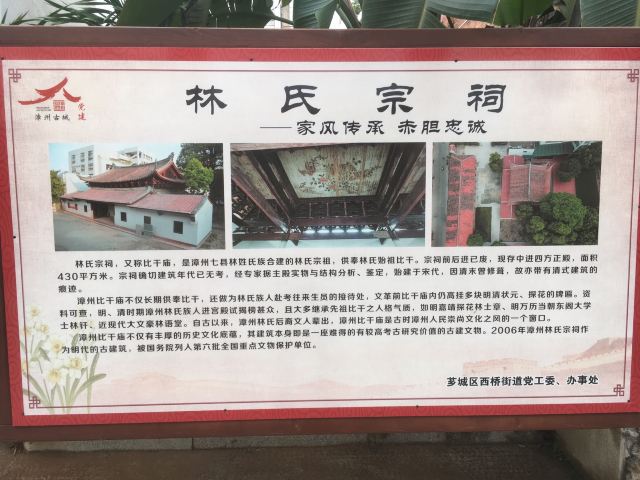 漳州古城
党建
林氏宗祠
——家风传承 赤胆忠诚
林氏宗祠，又称比干庙，是漳州七县林姓氏族合建的林氏宗祖，供奉林氏始祖比干。宗祠前后进已废，现存中进四方正殿，面积
430平方米。宗祠确切建筑年代已无考，经专家据主殿实物与结构分析、鉴定，始建于宋代，因清末曾修葺，故亦带有清式建筑的
痕迹。
漳州比干庙不仅长期供奉比干，还做为林氏族人赴考往来生员的接待处，文革前比干庙内仍高挂多块明清状元、探花的牌匾。资
料可查，明、清时期漳州林氏族人进宫殿试揭榜甚众，且大多继承先祖比干之人格气质，如明嘉靖探花林士章、明万历当朝东阁大学
士林钎、近现代大文豪林语堂。自古以来，漳州林氏后裔文人辈出，漳州比干庙是古时漳州人民崇尚文化之风的一个窗口。
漳州比干庙不仅有丰厚的历史文化底蕴，其建筑本身即是一座难得的有较高考古研究价值的古建文物。2006年漳州林氏宗祠作
为明代的古建筑，被国务院列入第六批全国重点文物保护单位。
芗城区西桥街道党工委、办事处